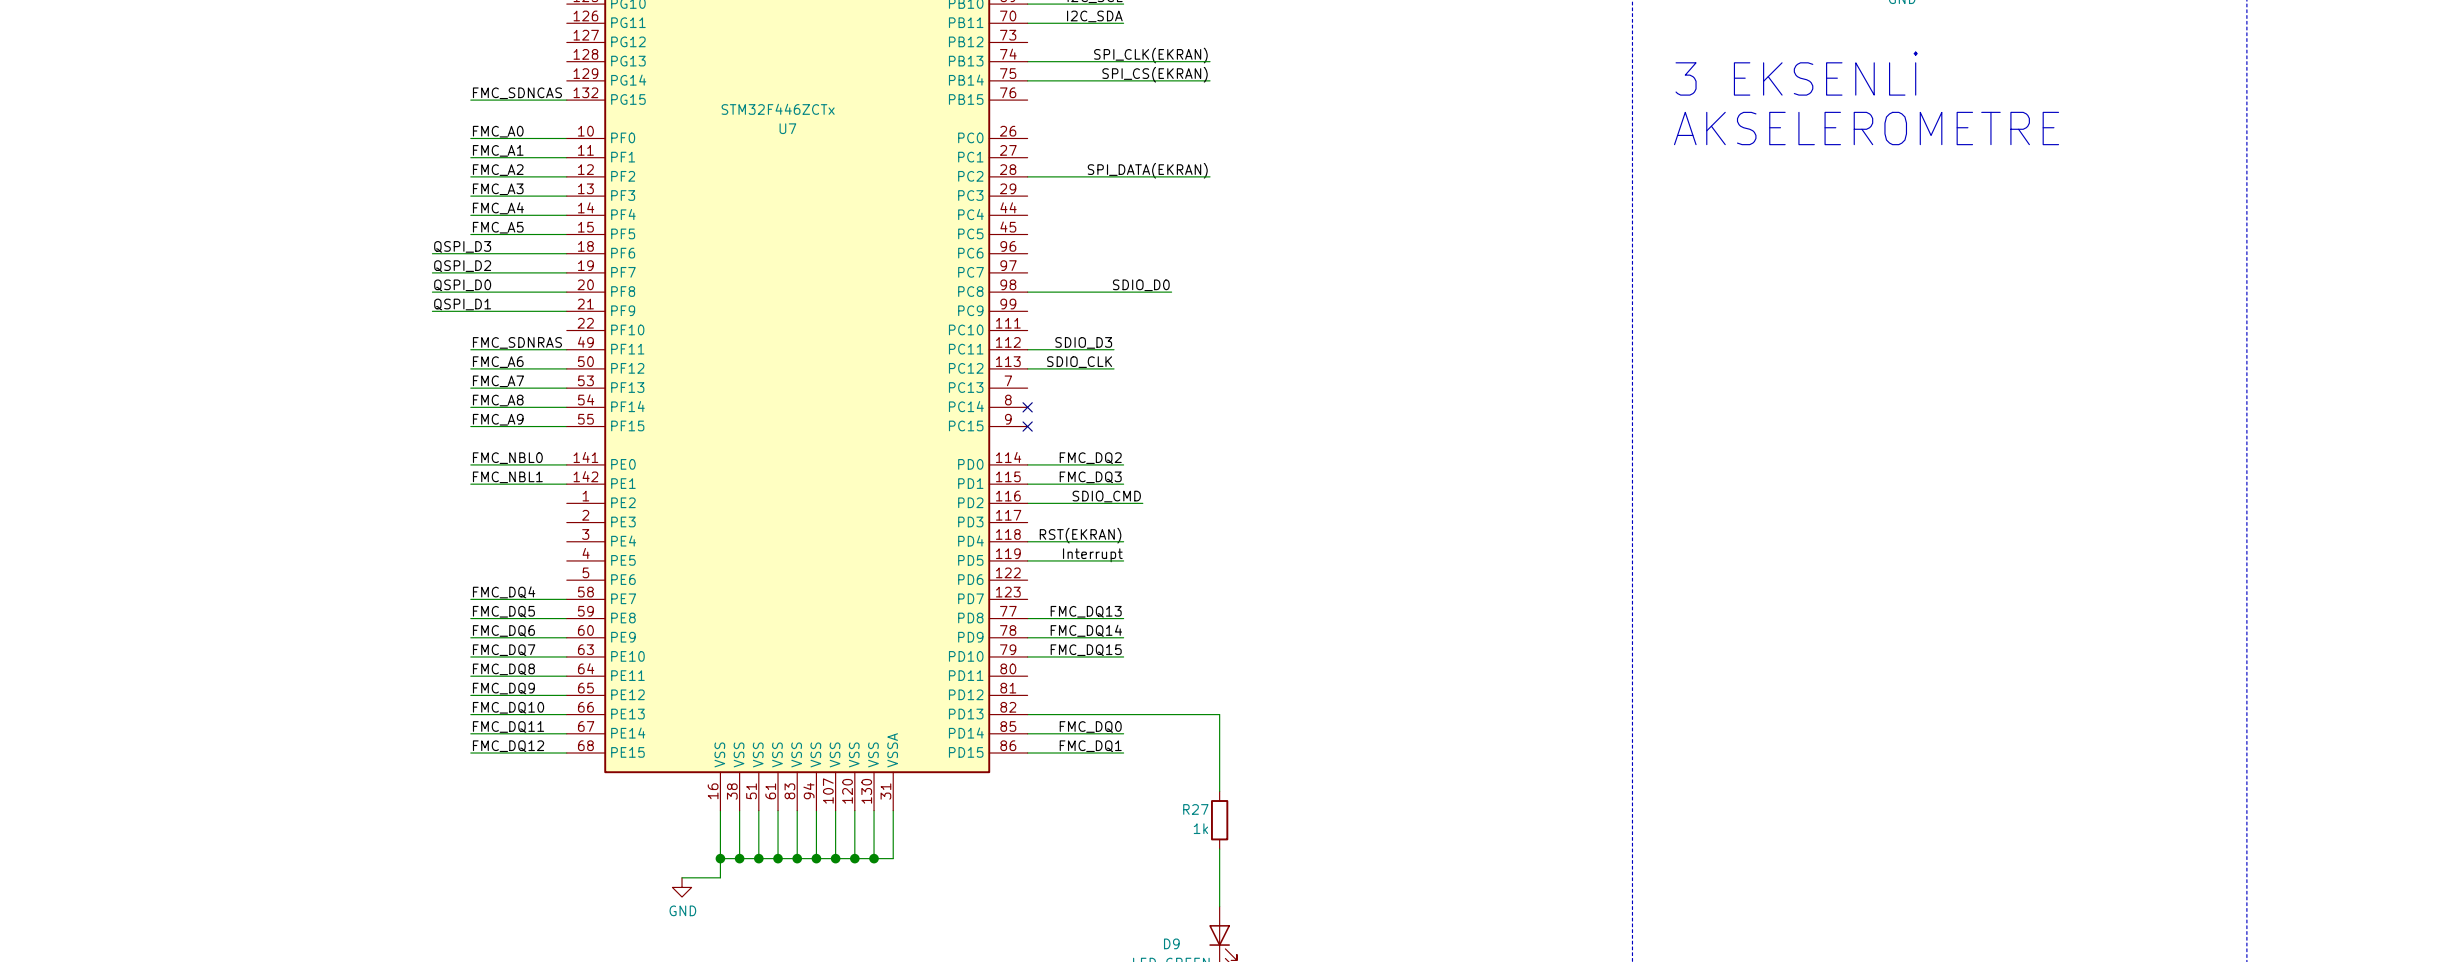 PG10 PB10
126 PG11 PB11 70 I2C_SDA
127 PG12 PB12 73
128 PG13 PB13 74 SPI_CLK(EKRAN)
129 PG14 PB14 75 SPI_CS(EKRAN)
FMC_SDNCAS 132 PG15 PB15 76
STM32F446ZCTx
U7
FMC_A0 10 PF0 PC0 26
FMC_A1 11 PF1 PC1 27
FMC_A2 12 PF2 PC2 28 SPI_DATA(EKRAN)
FMC_A3 13 PF3 PC3 29
FMC_A4 14 PF4 PC4 44
FMC_A5 15 PF5 PC5 45
QSPI_D3 18 PF6 PC6 96
QSPI_D2 19 PF7 PC7 97
QSPI_D0 20 PF8 PC8 98 SDIO_D0
QSPI_D1 21 PF9 PC9 99
22 PF10 PC10 111
FMC_SDNRAS 49 PF11 PC11 112 SDIO_D3
FMC_A6 50 PF12 PC12 113 SDIO_CLK
FMC_A7 53 PF13 PC13 7
FMC_A8 54 PF14 PC14 8
FMC_A9 55 PF15 PC15 9
FMC_NBL0 141 PE0 PD0 114 FMC_DQ2
FMC_NBL1 142 PE1 PD1 115 FMC_DQ3
1 PE2 PD2 116 SDIO_CMD
2 PE3 PD3 117
3 PE4 PD4 118 RST(EKRAN)
4 PE5 PD5 119 Interrupt
5 PE6 PD6 122
FMC_DQ4 58 PE7 PD7 123
FMC_DQ5 59 PE8 PD8 77 FMC_DQ13
FMC_DQ6 60 PE9 PD9 78 FMC_DQ14
FMC_DQ7 63 PE10 PD10 79 FMC_DQ15
FMC_DQ8 64 PE11 PD11 80
FMC_DQ9 65 PE12 PD12 81
FMC_DQ10 66 PE13 PD13 82
FMC_DQ11 67 PE14 PD14 85 FMC_DQ0
FMC_DQ12 68 PE15 PD15 86 FMC_DQ1
VSS VSS VSS VSS VSS VSS VSS VSS VSS VSSA
16 38 51 61 83 94 107 120 130 31
GND
R27
1k
D9
LED GREEN
GND
3 EKSENLİ
AKSELEROMETRE